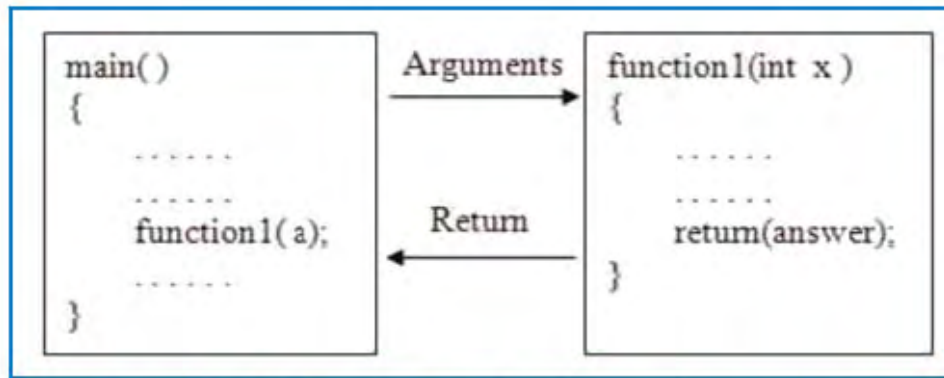 main( )
{
. . . . . .
. . . . . .
function1( a);
. . . . . .
}
Arguments
Return
function1(int x )
{
. . . . . .
. . . . . .
return(answer);
}